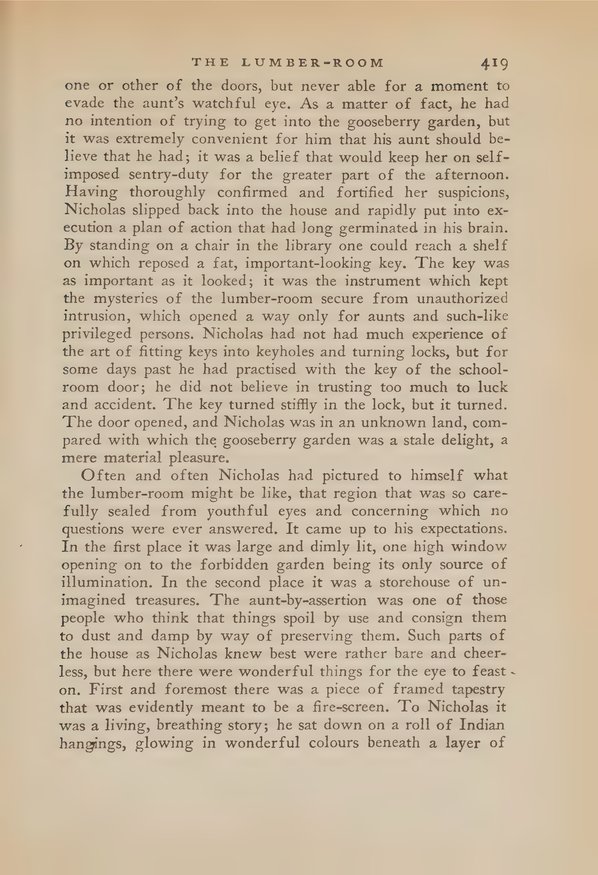 THE LUMBER-ROOM 419
one or other of the doors, but never able for a moment to
evade the aunt's watchful eye. As a matter of fact, he had
no intention of trying to get into the gooseberry garden, but
it was extremely convenient for him that his aunt should be-
lieve that he had; it was a belief that would keep her on self-
imposed sentry-duty for the greater part of the afternoon.
Having thoroughly confirmed and fortified her suspicions,
Nicholas slipped back into the house and rapidly put into ex-
ecution a plan of action that had long germinated in his brain.
By standing on a chair in the library one could reach a shelf
on which reposed a fat, important-looking key. The key was
as important as it looked; it was the instrument which kept
the mysteries of the lumber-room secure from unauthorized
intrusion, which opened a way only for aunts and such-like
privileged persons. Nicholas had not had much experience of
the art of fitting keys into keyholes and turning locks, but for
some days past he had practised with the key of the school-
room door; he did not believe in trusting too much to luck
and accident. The key turned stiffly in the lock, but it turned.
The door opened, and Nicholas was in an unknown land, com-
pared with which the gooseberry garden was a stale delight, a
mere material pleasure.
Often and often Nicholas had pictured to himself what
the lumber-room might be like, that region that was so care-
fully sealed from youthful eyes and concerning which no
questions were ever answered. It came up to his expectations.
In the first place it was large and dimly lit, one high window
opening on to the forbidden garden being its only source of
illumination. In the second place it was a storehouse of un-
imagined treasures. The aunt-by-assertion was one of those
people who think that things spoil by use and consign them
to dust and damp by way of preserving them. Such parts of
the house as Nicholas knew best were rather bare and cheer-
less, but here there were wonderful things for the eye to feast
on. First and foremost there was a piece of framed tapestry
that was evidently meant to be a fire-screen. To Nicholas it
was a living, breathing story; he sat down on a roll of Indian
hangings, glowing in wonderful colours beneath a layer of